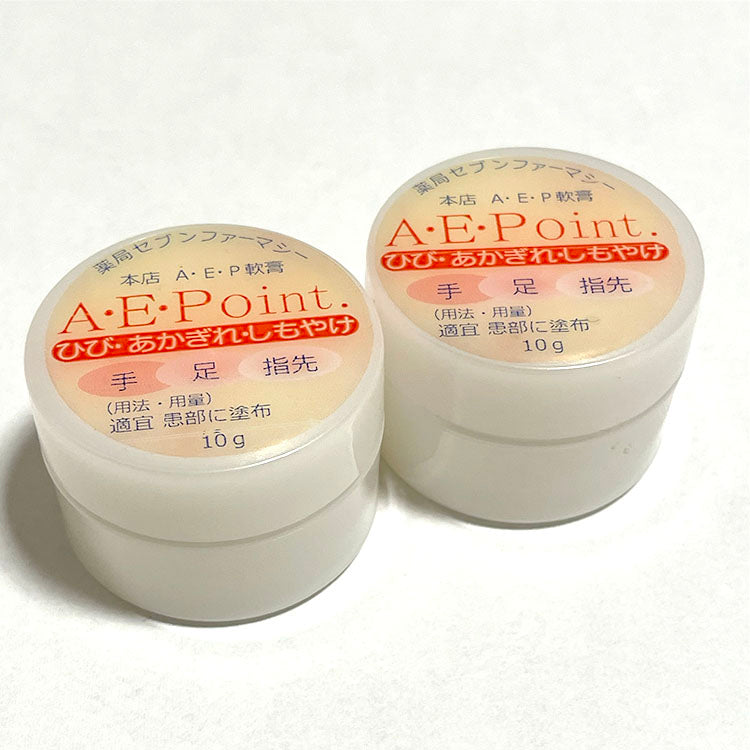 薬局セブンファーマシー
本店 A・E・P軟膏
A・E・Point.
ひび・あかぎれ・しもやけ
手 足 指先
(用法・用量)
適宜 患部に塗布
10g
薬局セブンファーマシー
本店 A・E・P軟膏
A・E・Point.
ひび・あかぎれ・しもやけ
手 足 指先
(用法・用量)
適宜 患部に塗布
10g